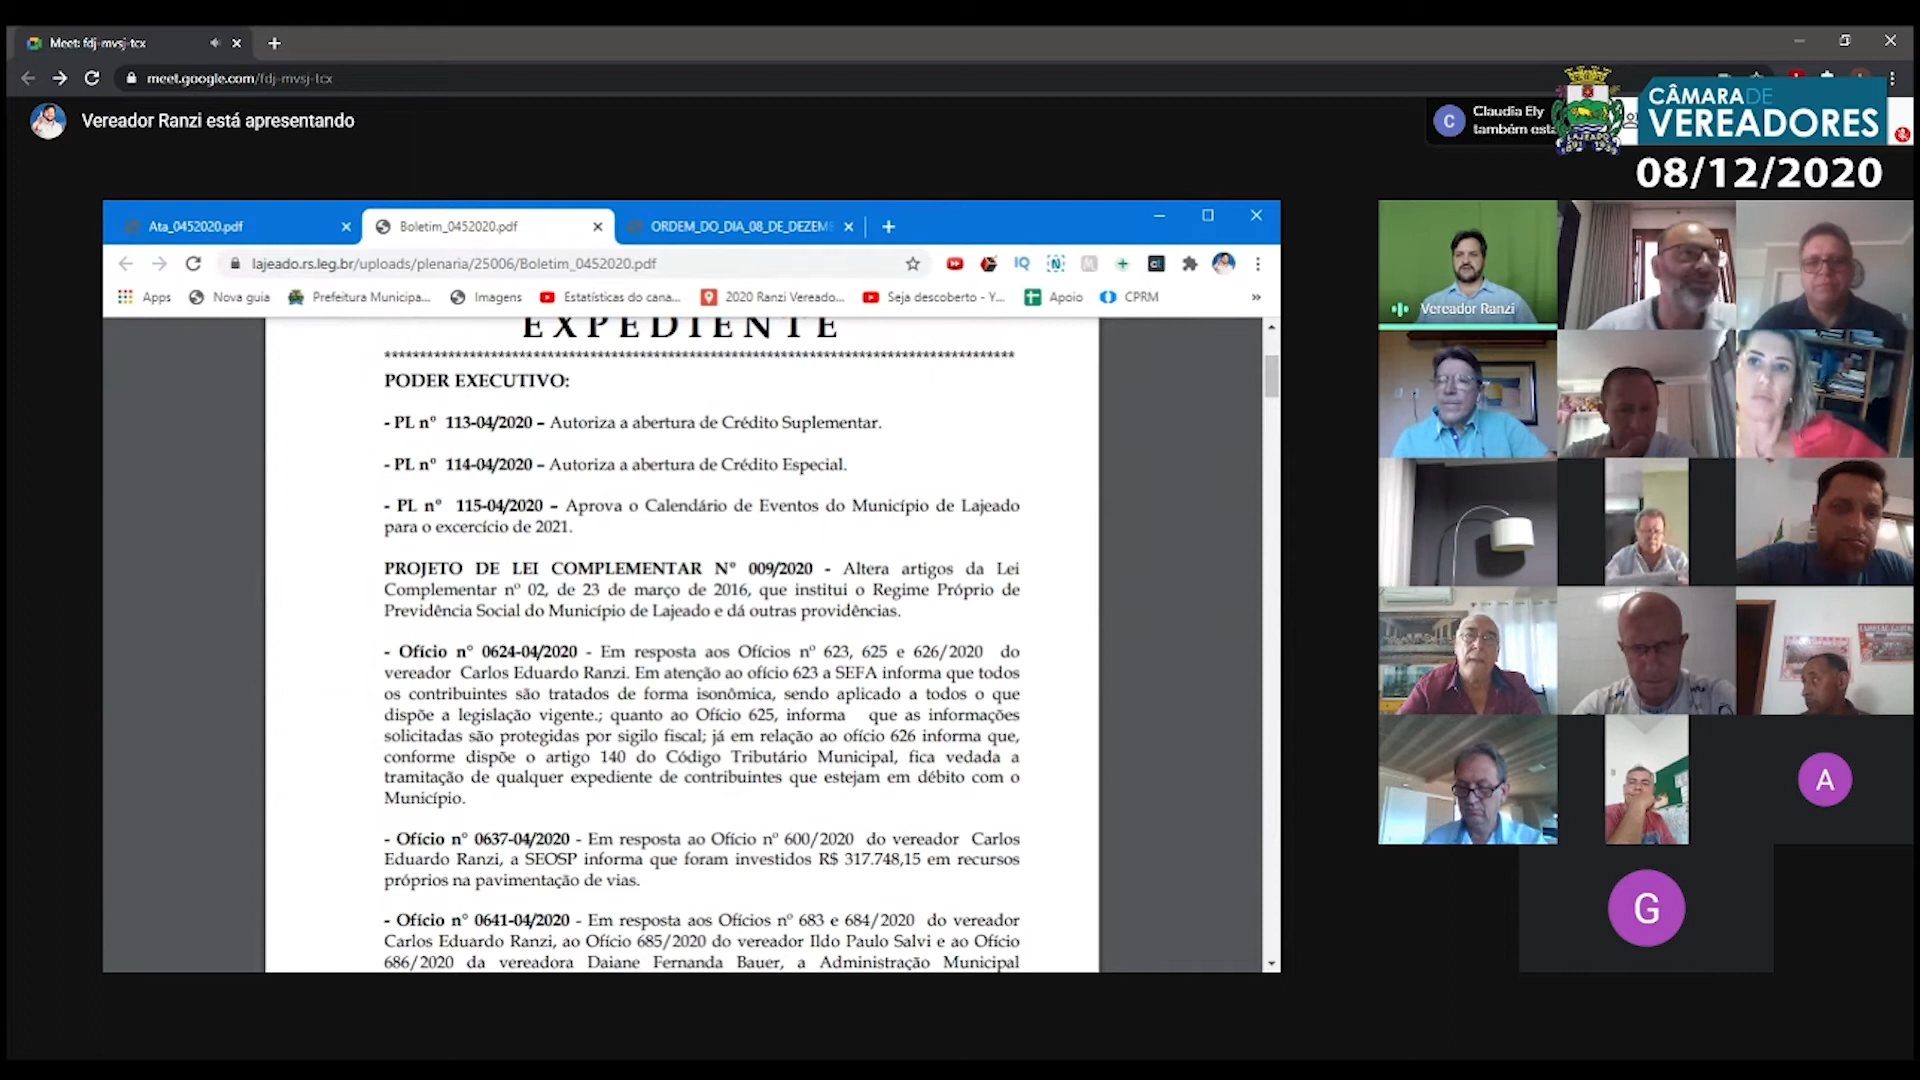 Meet: fdj-mvsj-tcx
meet.google.com/fdj-mvsj-tcx
Vereador Ranzi está apresentando
C
Claudia Ely
também está
LAJEADO
CÂMARA DE
VEREADORES
08/12/2020
Ata_0452020.pdf
Boletim_0452020.pdf
ORDEM_DO_DIA_08_DE_DEZEM
lajeado.rs.leg.br/uploads/plenaria/25006/Boletim_0452020.pdf
Apps
Nova guia
Prefeitura Municipa...
Imagens
Estatísticas do cana...
2020 Ranzi Vereado...
Seja descoberto - Y...
Apoio
CPRM
EXPEDIENTE
PODER EXECUTIVO:
- PL nº 113-04/2020 – Autoriza a abertura de Crédito Suplementar.
- PL nº 114-04/2020 – Autoriza a abertura de Crédito Especial.
- PL nº 115-04/2020 – Aprova o Calendário de Eventos do Município de Lajeado
para o excercício de 2021.
PROJETO DE LEI COMPLEMENTAR Nº 009/2020 - Altera artigos da Lei
Complementar nº 02, de 23 de março de 2016, que institui o Regime Próprio de
Previdência Social do Município de Lajeado e dá outras providências.
- Ofício nº 0624-04/2020 - Em resposta aos Ofícios nº 623, 625 e 626/2020 do
vereador Carlos Eduardo Ranzi. Em atenção ao ofício 623 a SEFA informa que todos
os contribuintes são tratados de forma isonômica, sendo aplicado a todos o que
dispõe a legislação vigente.; quanto ao Ofício 625, informa que as informações
solicitadas são protegidas por sigilo fiscal; já em relação ao ofício 626 informa que,
conforme dispõe o artigo 140 do Código Tributário Municipal, fica vedada a
tramitação de qualquer expediente de contribuintes que estejam em débito com o
Município.
- Ofício nº 0637-04/2020 - Em resposta ao Ofício nº 600/2020 do vereador Carlos
Eduardo Ranzi, a SEOSP informa que foram investidos R$ 317.748,15 em recursos
próprios na pavimentação de vias.
- Ofício nº 0641-04/2020 - Em resposta aos Ofícios nº 683 e 684/2020 do vereador
Carlos Eduardo Ranzi, ao Ofício 685/2020 do vereador Ildo Paulo Salvi e ao Ofício
686/2020 da vereadora Daiane Fernanda Bauer, a Administração Municipal
Vereador Ranzi
A
G